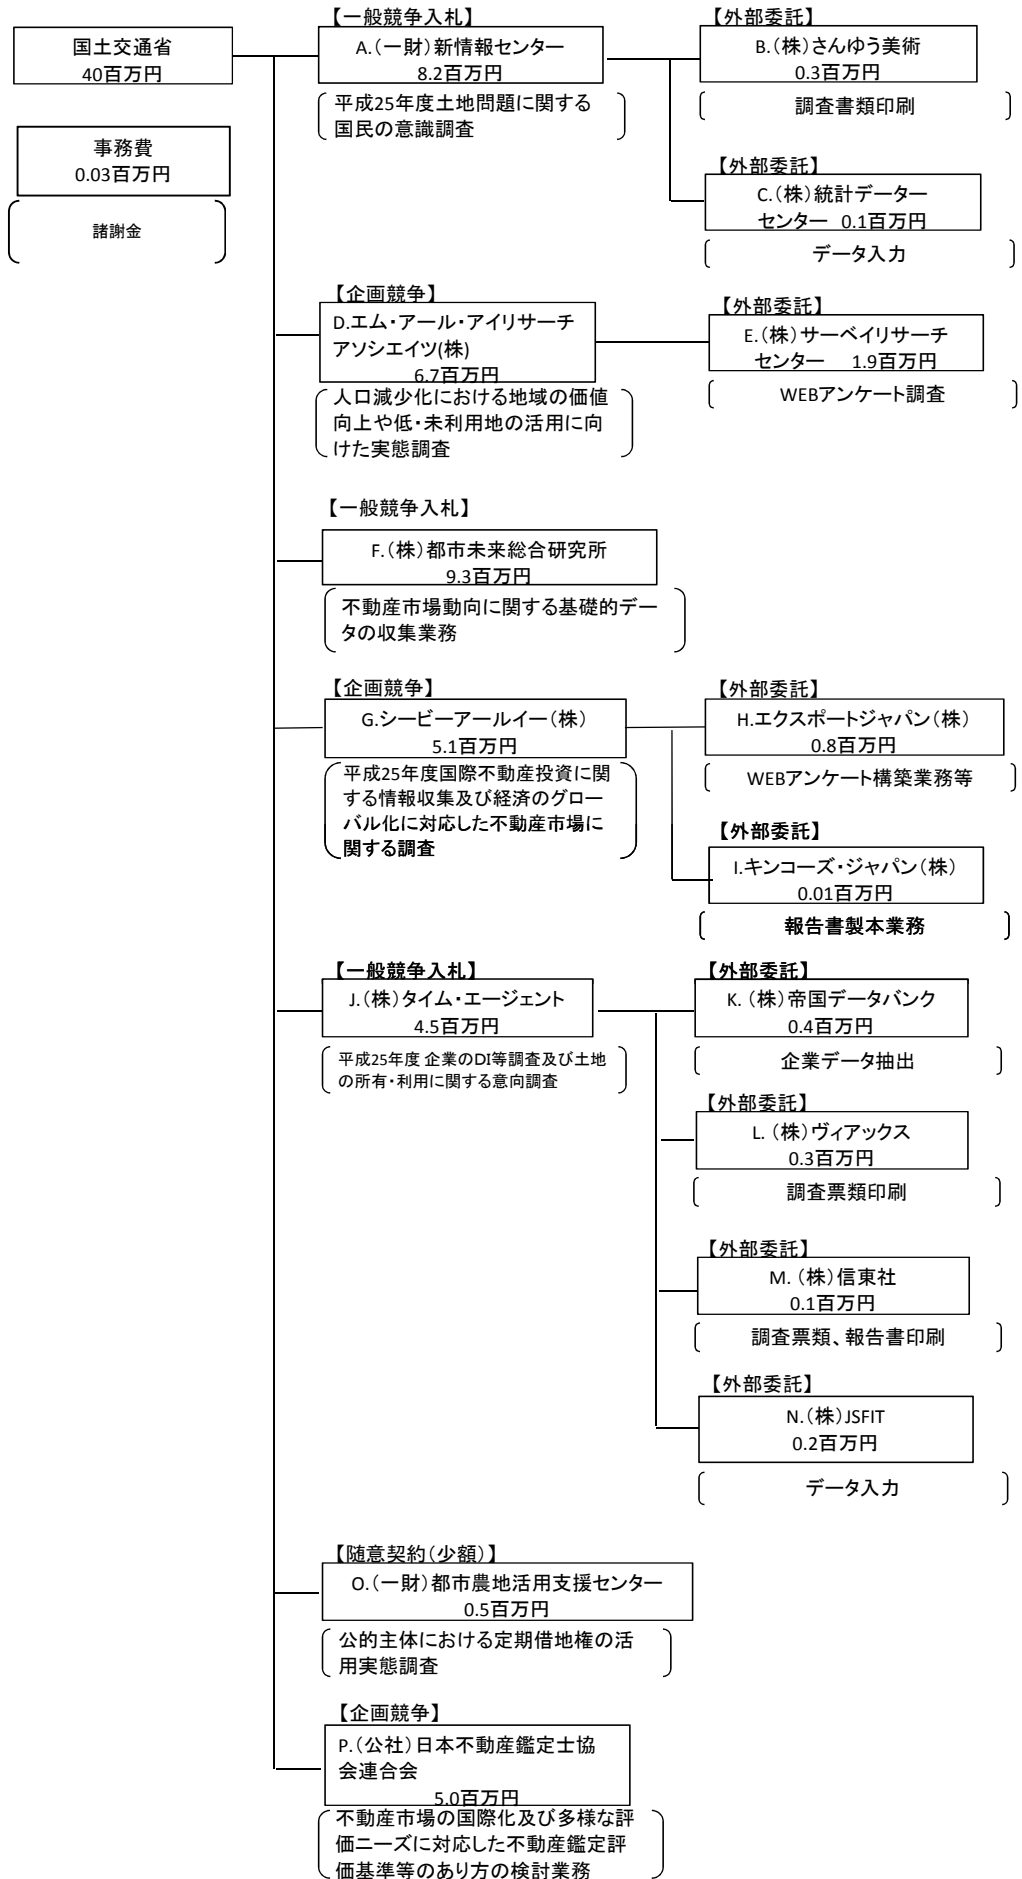 国土交通省
40百万円
事務費
0.03百万円
諸謝金
【一般競争入札】
A.(一財)新情報センター
8.2百万円
平成25年度土地問題に関する
国民の意識調査
【外部委託】
B.(株)さんゆう美術
0.3百万円
調査書類印刷
【外部委託】
C.(株)統計データー
センター 0.1百万円
データ入力
【企画競争】
D.エム・アール・アイリサーチ
アソシエイツ(株)
6.7百万円
人口減少化における地域の価値
向上や低・未利用地の活用に向
けた実態調査
【外部委託】
E.(株)サーベイリサーチ
センター 1.9百万円
WEBアンケート調査
【一般競争入札】
F.(株)都市未来総合研究所
9.3百万円
不動産市場動向に関する基礎的デー
タの収集業務
【企画競争】
G.シービーアールイー(株)
5.1百万円
平成25年度国際不動産投資に関
する情報収集及び経済のグロー
バル化に対応した不動産市場に
関する調査
【外部委託】
H.エクスポートジャパン(株)
0.8百万円
WEBアンケート構築業務等
【外部委託】
I.キンコーズ・ジャパン(株)
0.01百万円
報告書製本業務
【一般競争入札】
J.(株)タイム・エージェント
4.5百万円
平成25年度 企業のDI等調査及び土地
の所有・利用に関する意向調査
【外部委託】
K.(株)帝国データバンク
0.4百万円
企業データ抽出
【外部委託】
L.(株)ヴィアックス
0.3百万円
調査票類印刷
【外部委託】
M.(株)信東社
0.1百万円
調査票類、報告書印刷
【外部委託】
N.(株)JSFIT
0.2百万円
データ入力
【随意契約(少額)】
O.(一財)都市農地活用支援センター
0.5百万円
公的主体における定期借地権の活
用実態調査
【企画競争】
P.(公社)日本不動産鑑定士協
会連合会
5.0百万円
不動産市場の国際化及び多様な評
価ニーズに対応した不動産鑑定評
価基準等のあり方の検討業務